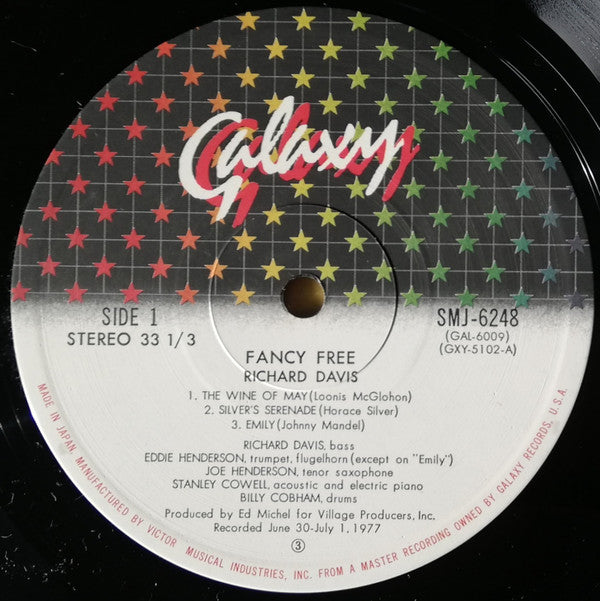 Galaxy
SIDE 1
STEREO 33 1/3
SMJ-6248
(GAL-6009)
(GXY-5102-A)
FANCY FREE
RICHARD DAVIS
1. THE WINE OF MAY (Loonis McGlohon)
2. SILVER'S SERENADE (Horace Silver)
3. EMILY (Johnny Mandel)
RICHARD DAVIS, bass
EDDIE HENDERSON, trumpet, flugelhorn (except on "Emily")
JOE HENDERSON, tenor saxophone
STANLEY COWELL, acoustic and electric piano
BILLY COBHAM, drums
Produced by Ed Michel for Village Producers, Inc.
Recorded June 30-July 1, 1977
③
MADE IN JAPAN. MANUFACTURED BY VICTOR MUSICAL INDUSTRIES, INC. FROM A MASTER RECORDING OWNED BY GALAXY RECORDS, U.S.A.